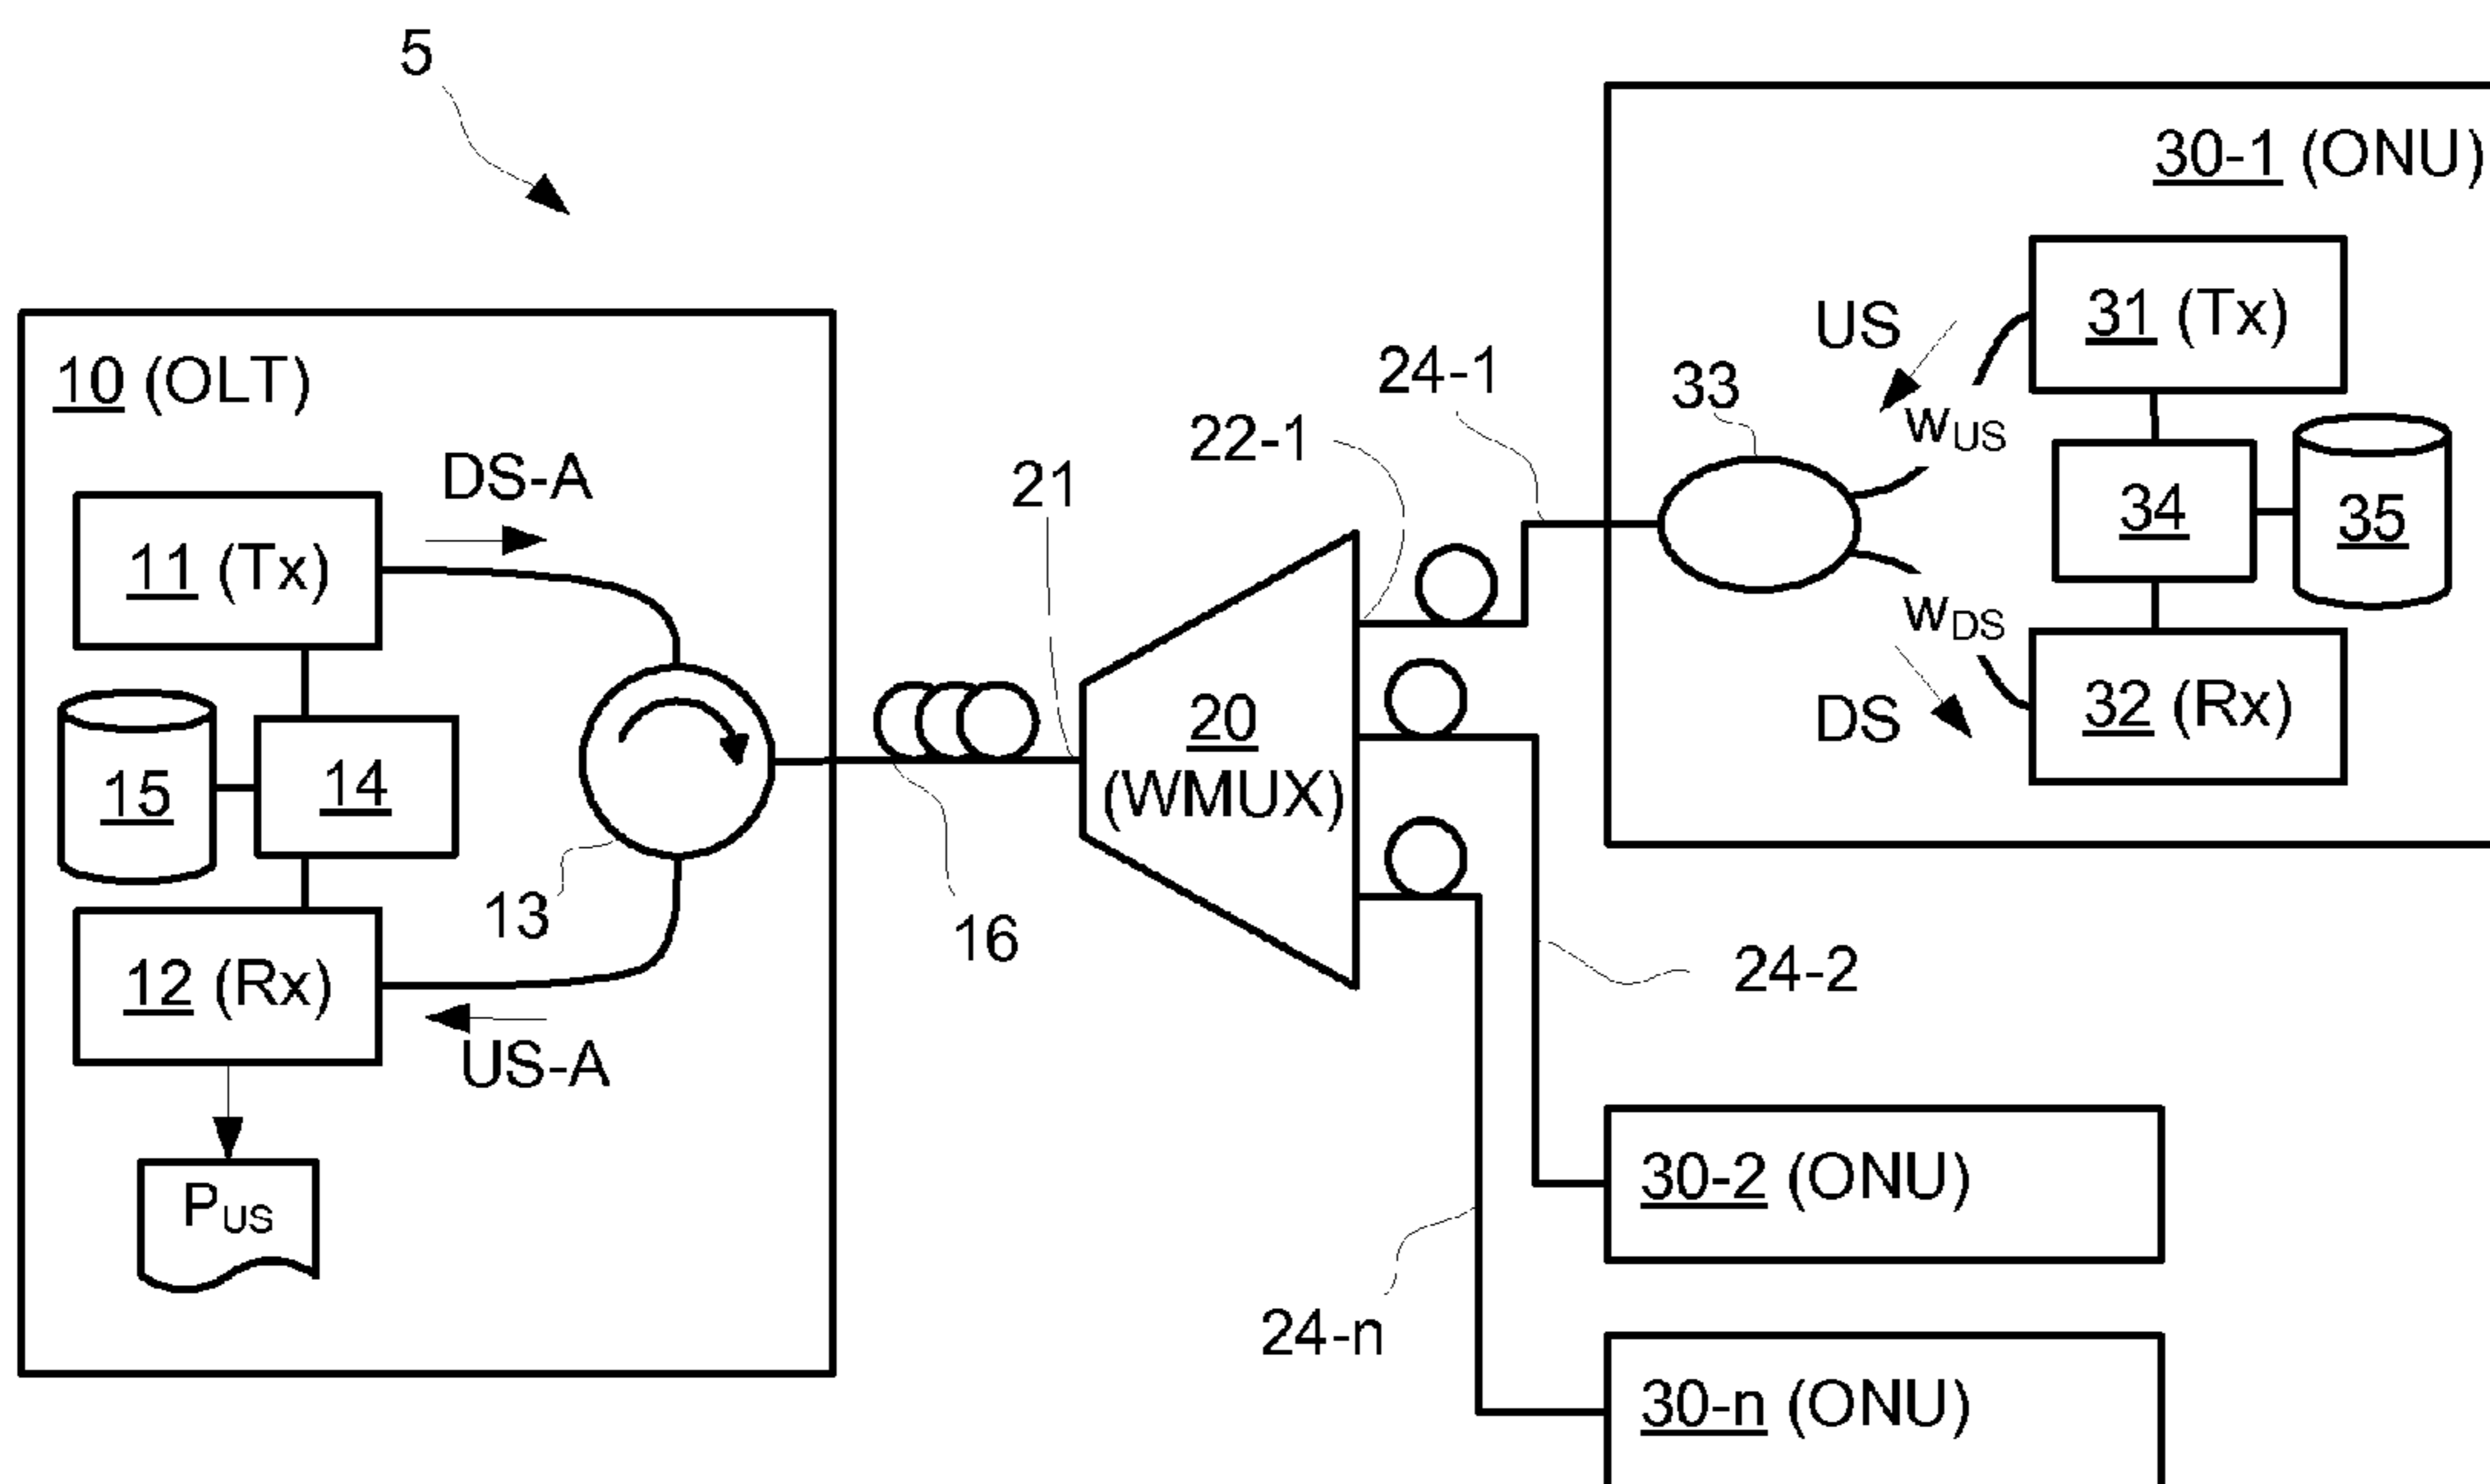 5
30-1 (ONU)
31 (Tx)
US
10 (OLT)
24-1
33
WUS
22-1
DS-A
21
34
35
11 (Tx)
WDS
20
32 (Rx)
DS
15
14
(WMUX)
13
16
24-2
12 (Rx)
US-A
30-2 (ONU)
PUS
24-n
30-n (ONU)